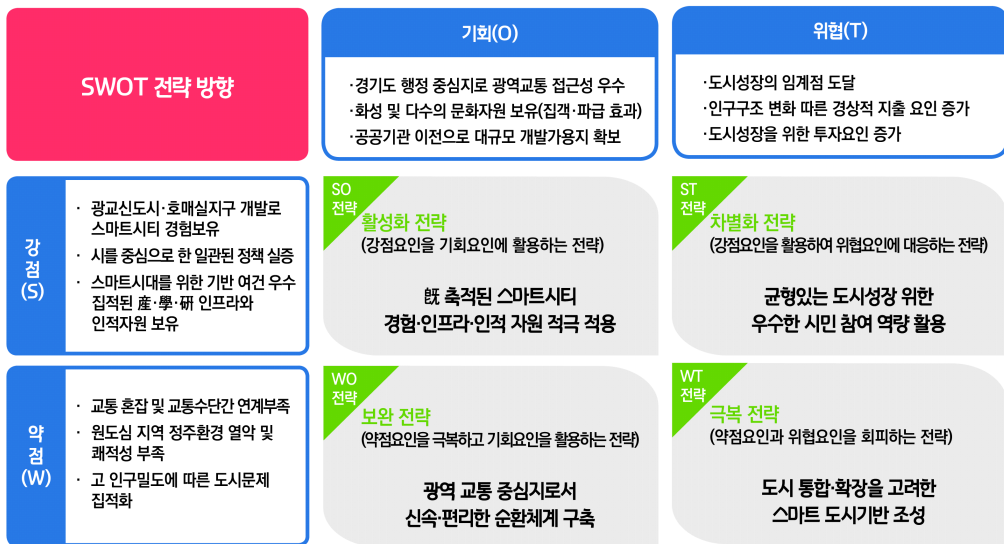 SWOT 전략 방향
기회(O)
·경기도 행정 중심지로 광역교통 접근성 우수
·화성 및 다수의 문화자원 보유(집객·파급 효과)
·공공기관 이전으로 대규모 개발가용지 확보
위협(T)
·도시성장의 임계점 도달
·인구구조 변화 따른 경상적 지출 요인 증가
·도시성장을 위한 투자요인 증가
강
점
(S)
· 광교신도시·호매실지구 개발로
스마트시티 경험보유
· 시를 중심으로 한 일관된 정책 실증
· 스마트시대를 위한 기반 여건 우수
집적된 産·學·硏 인프라와
인적자원 보유
SO
전략
활성화 전략
(강점요인을 기회요인에 활용하는 전략)
旣 축적된 스마트시티
경험·인프라·인적 자원 적극 적용
ST
전략
차별화 전략
(강점요인을 활용하여 위협요인에 대응하는 전략)
균형있는 도시성장 위한
우수한 시민 참여 역량 활용
약
점
(W)
· 교통 혼잡 및 교통수단간 연계부족
· 원도심 지역 정주환경 열악 및
쾌적성 부족
· 고 인구밀도에 따른 도시문제
집적화
WO
전략
보완 전략
(약점요인을 극복하고 기회요인을 활용하는 전략)
광역 교통 중심지로서
신속·편리한 순환체계 구축
WT
전략
극복 전략
(약점요인과 위협요인을 회피하는 전략)
도시 통합·확장을 고려한
스마트 도시기반 조성